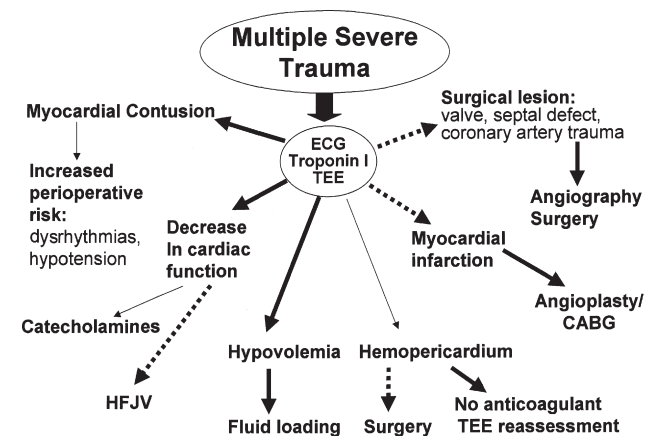 Multiple Severe
Trauma
Myocardial Contusion
Surgical lesion:
valve, septal defect,
coronary artery trauma
ECG
Troponin I
TEE
Increased
perioperative
risk:
dysrhythmias,
hypotension
Angiography
Surgery
Decrease
In cardiac
function
Myocardial
infarction
Catecholamines
Angioplasty/
CABG
Hypovolemia
Hemopericardium
HFJV
No anticoagulant
TEE reassessment
Fluid loading
Surgery